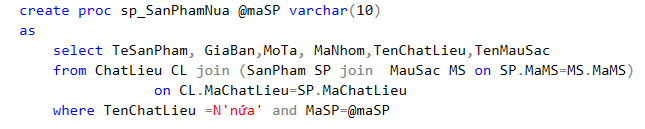 create proc sp_SanPhamNua @maSP varchar(10)
as
select TeSanPham, GiaBan,MoTa, MaNhom,TenChatLieu,TenMauSac
from ChatLieu CL join (SanPham SP join  MauSac MS on SP.MaMS=MS.MaMS)
on CL.MaChatLieu=SP.MaChatLieu
where TenChatLieu =N'nứa' and MaSP=@maSP